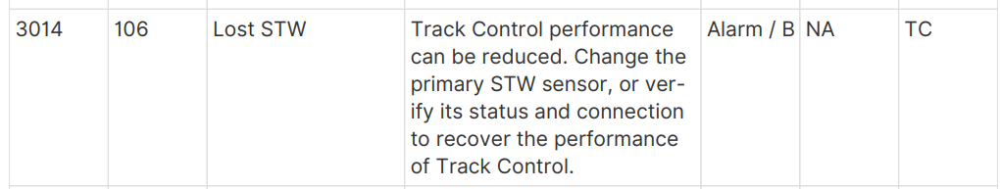 3014 106 Lost STW Track Control performance Alarm / B NA TC
can be reduced. Change the
primary STW sensor, or ver-
ify its status and connection
to recover the performance
of Track Control.